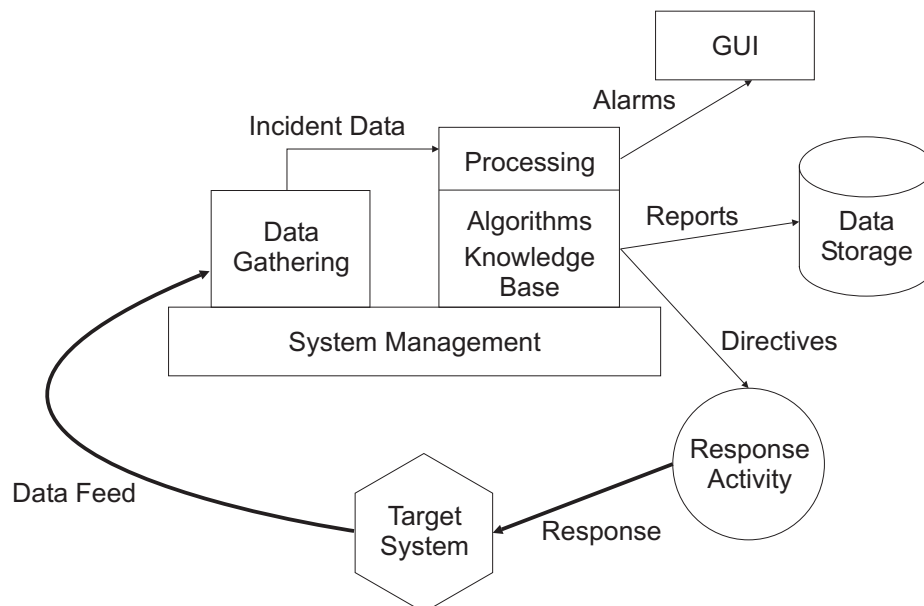 GUI
Alarms
Incident Data
Processing
Data
Gathering
Algorithms
Knowledge
Base
Reports
Data
Storage
System Management
Directives
Response
Activity
Data Feed
Target
System
Response